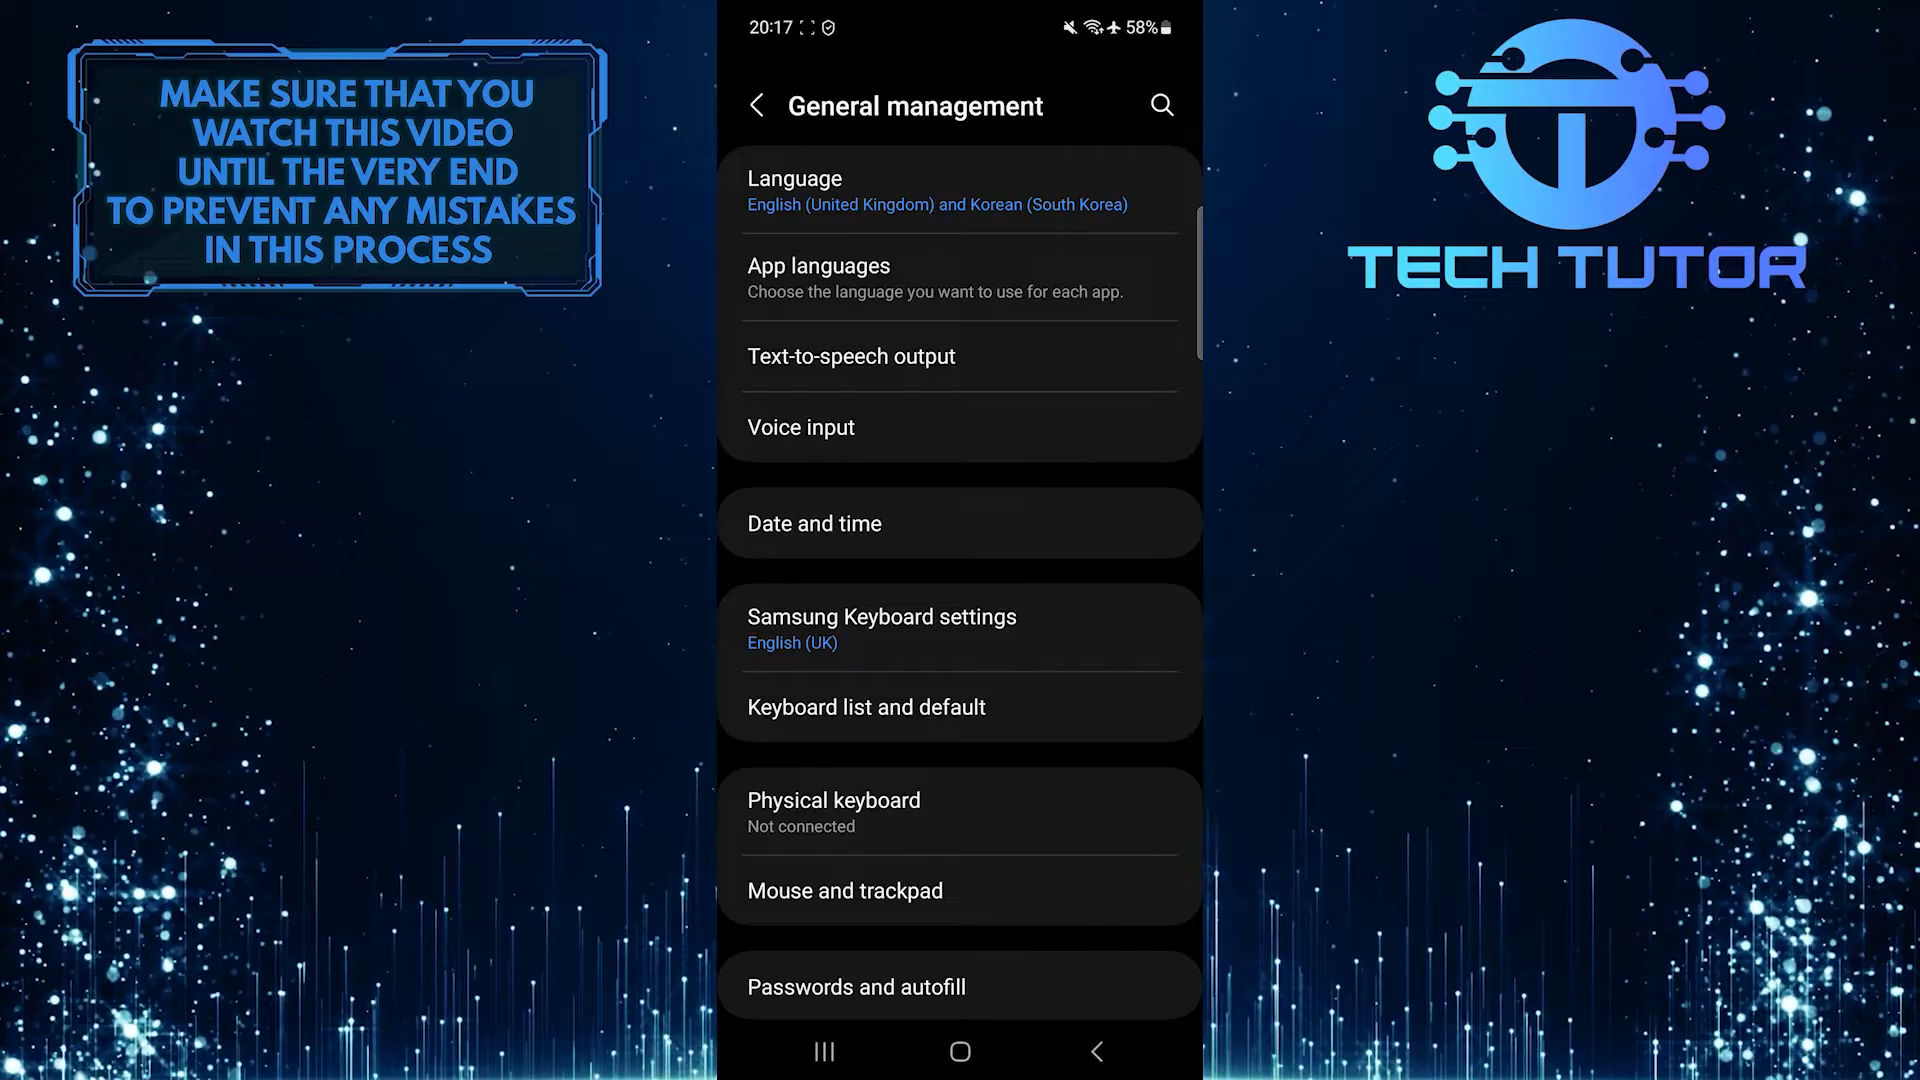 MAKE SURE THAT YOU
WATCH THIS VIDEO
UNTIL THE VERY END
TO PREVENT ANY MISTAKES
IN THIS PROCESS
20:17
58%
General management
Language
English (United Kingdom) and Korean (South Korea)
App languages
Choose the language you want to use for each app.
Text-to-speech output
Voice input
Date and time
Samsung Keyboard settings
English (UK)
Keyboard list and default
Physical keyboard
Not connected
Mouse and trackpad
Passwords and autofill
TECH TUTOR